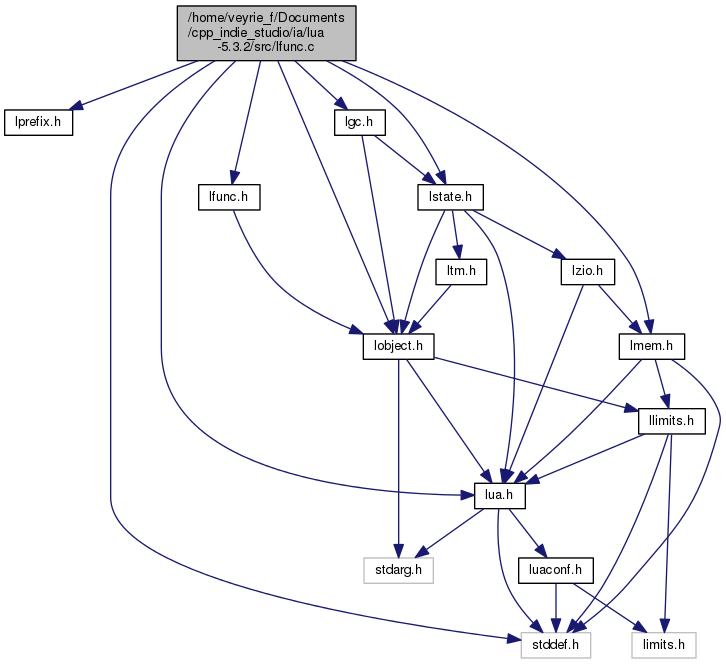 /home/veyrie_f/Documents
/cpp_indie_studio/ia/lua
-5.3.2/src/lfunc.c
lprefix.h
lgc.h
lfunc.h
lstate.h
ltm.h
lzio.h
lobject.h
lmem.h
llimits.h
lua.h
stdarg.h
luaconf.h
stddef.h
limits.h